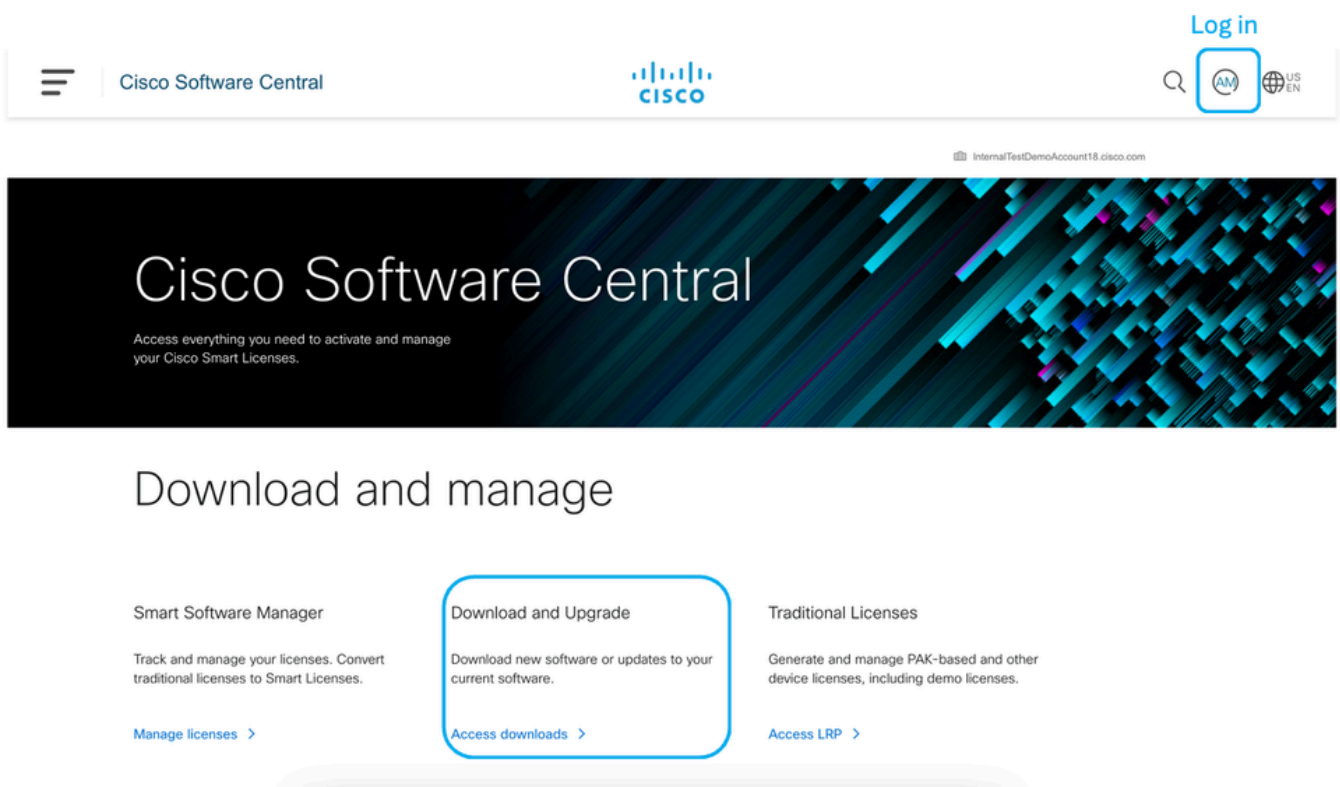 Log in
Cisco Software Central
CISCO
AM
US
EN
InternalTestDemoAccount18.cisco.com
Cisco Software Central
Access everything you need to activate and manage
your Cisco Smart Licenses.
Download and manage
Smart Software Manager
Track and manage your licenses. Convert
traditional licenses to Smart Licenses.
Manage licenses >
Download and Upgrade
Download new software or updates to your
current software.
Access downloads >
Traditional Licenses
Generate and manage PAK-based and other
device licenses, including demo licenses.
Access LRP >